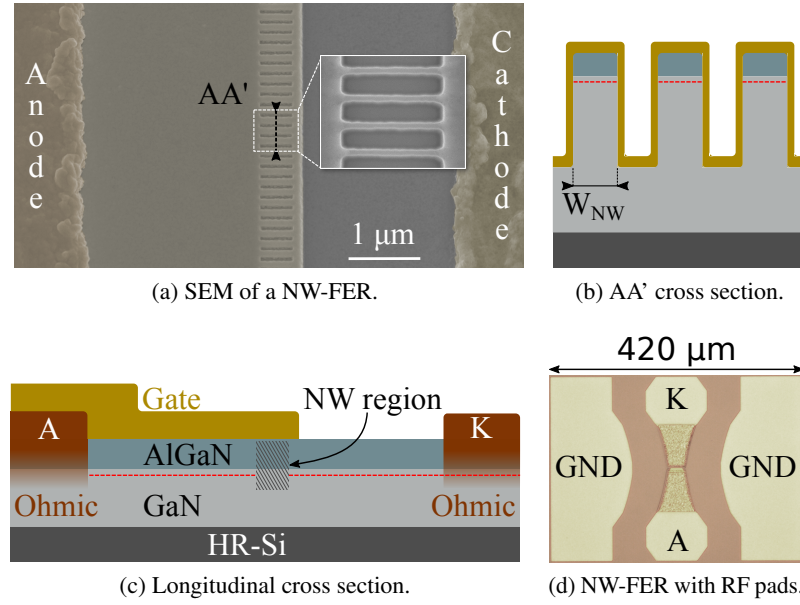 Anode
AA'
Cathode
1 μm
(a) SEM of a NW-FER.
W_NW
(b) AA’ cross section.
Gate
NW region
A
K
AlGaN
Ohmic
GaN
Ohmic
HR-Si
(c) Longitudinal cross section.
420 μm
K
GND
GND
A
(d) NW-FER with RF pads.